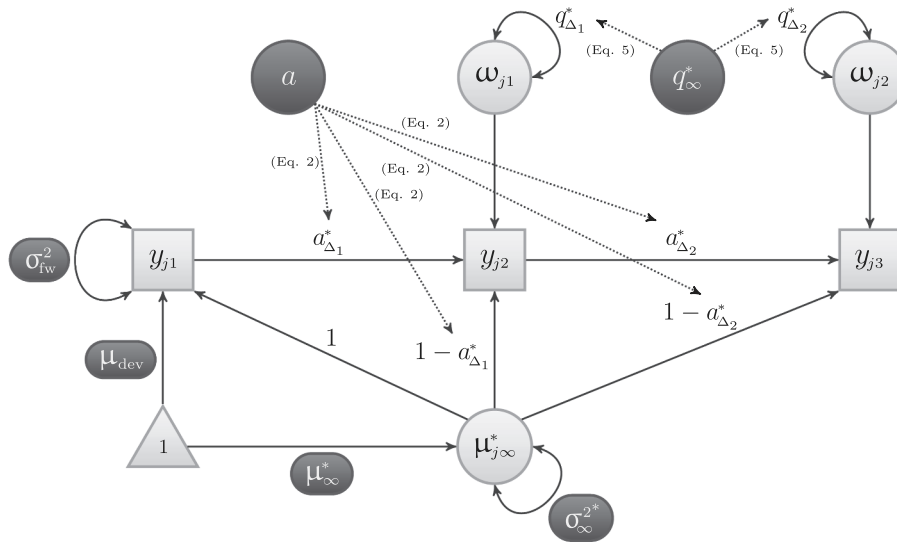 q*Δ1
q*Δ2
(Eq. 5)
(Eq. 5)
a
ωj1
q*∞
ωj2
(Eq. 2)
(Eq. 2)
(Eq. 2)
(Eq. 2)
σ²fw
yj1
a*Δ1
yj2
a*Δ2
yj3
1 − a*Δ2
1
1 − a*Δ1
μdev
1
μ*j∞
μ*∞
σ²*∞